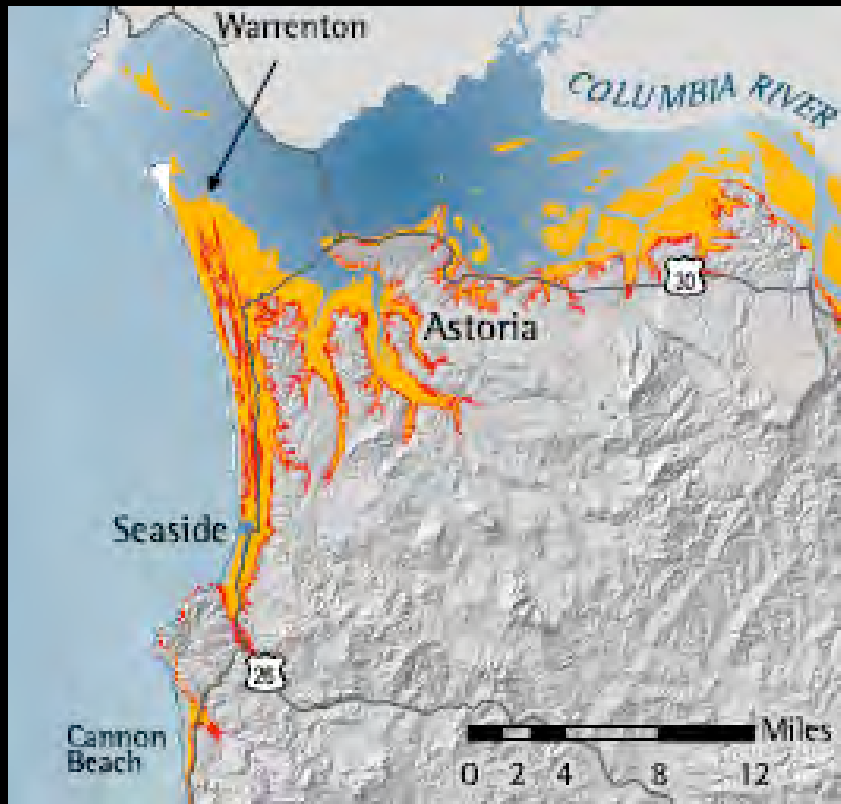 Warrenton
COLUMBIA RIVER
30
Astoria
Seaside
26
Cannon
Beach
Miles
0 2 4 8 12